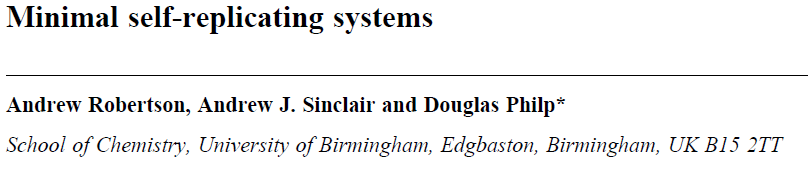 Minimal self-replicating systems
Andrew Robertson, Andrew J. Sinclair and Douglas Philp*
School of Chemistry, University of Birmingham, Edgbaston, Birmingham, UK B15 2TT